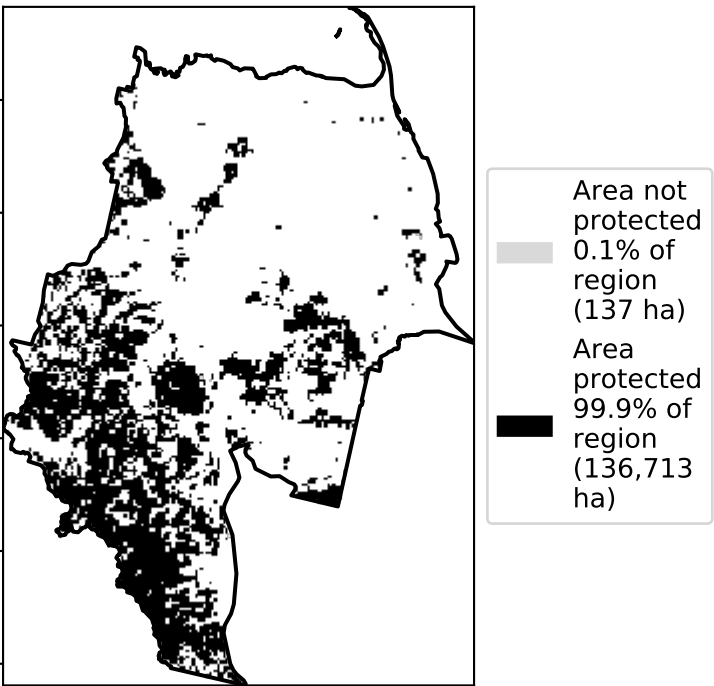 Area not
protected
0.1% of
region
(137 ha)
Area
protected
99.9% of
region
(136,713
ha)